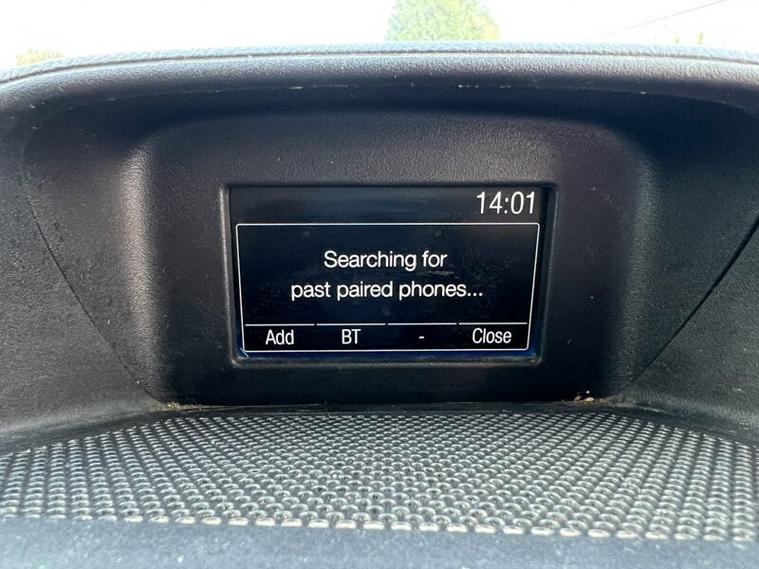 14:01
Searching for
past paired phones...
Add BT - Close